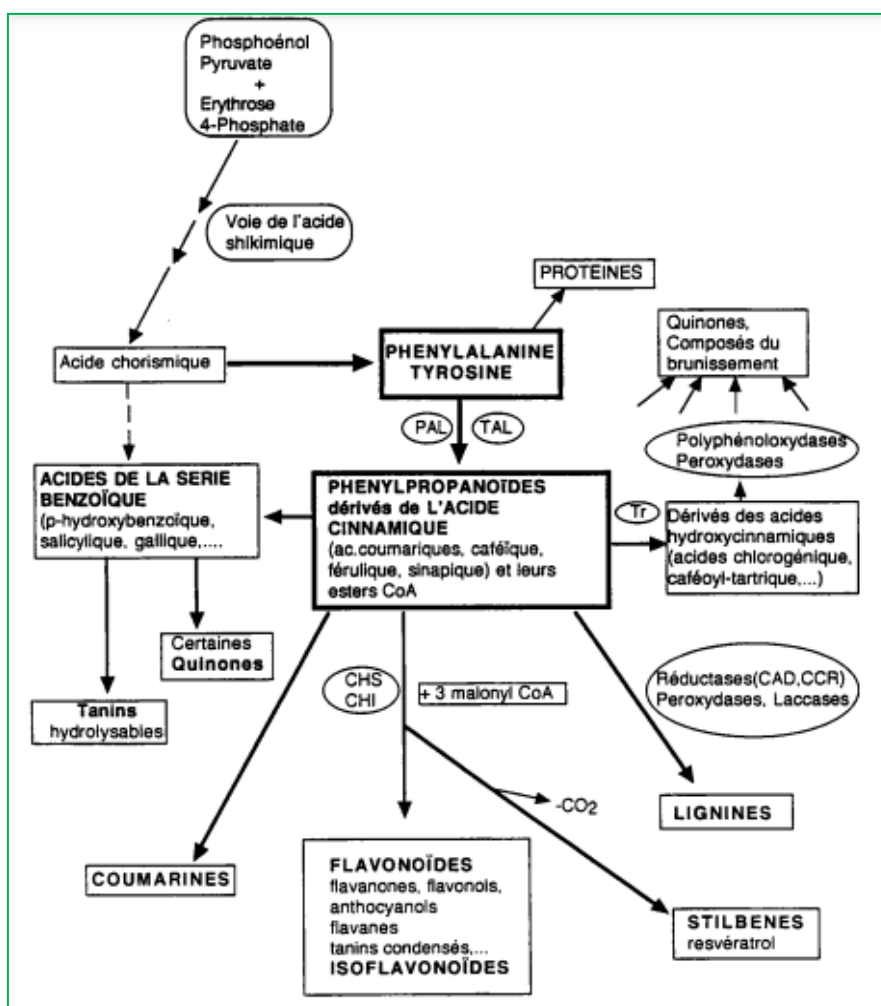 Phosphoénol
Pyruvate
+
Erythrose
4-Phosphate
Voie de l'acide
shikimique
PROTEINES
Acide chorismique
PHENYLALANINE
TYROSINE
Quinones,
Composés du
brunissement
PAL
TAL
Polyphénoloxydases
Peroxydases
ACIDES DE LA SERIE
BENZOÏQUE
(p-hydroxybenzoïque,
salicylique, gallique,....
PHENYLPROPANOÏDES
dérivés de L'ACIDE
CINNAMIQUE
(ac.coumariques, caféïque,
férulique, sinapique) et leurs
esters CoA
Tr
Dérivés des acides
hydroxycinnamiques
(acides chlorogénique,
caféoyl-tartrique,...)
Certaines
Quinones
Tanins
hydrolysables
CHS
CHI
+ 3 malonyl CoA
Réductases(CAD,CCR)
Peroxydases, Laccases
-CO2
LIGNINES
COUMARINES
FLAVONOÏDES
flavanones, flavonols,
anthocyanols
flavanes
tanins condensés,...
ISOFLAVONOÏDES
STILBENES
resvératrol